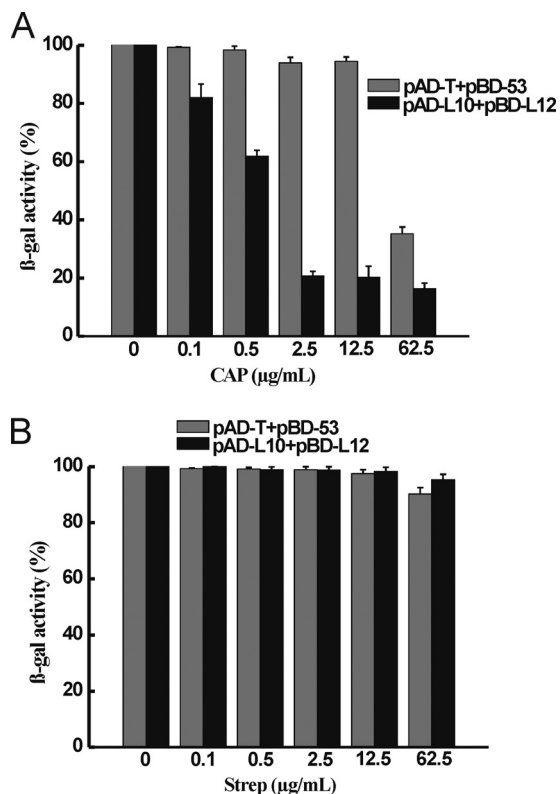 A
100
80
60
40
20
0
ß-gal activity (%)
pAD-T+pBD-53
pAD-L10+pBD-L12
0 0.1 0.5 2.5 12.5 62.5
CAP (µg/mL)
B
pAD-T+pBD-53
pAD-L10+pBD-L12
100
80
60
40
20
0
ß-gal activity (%)
0 0.1 0.5 2.5 12.5 62.5
Strep (µg/mL)